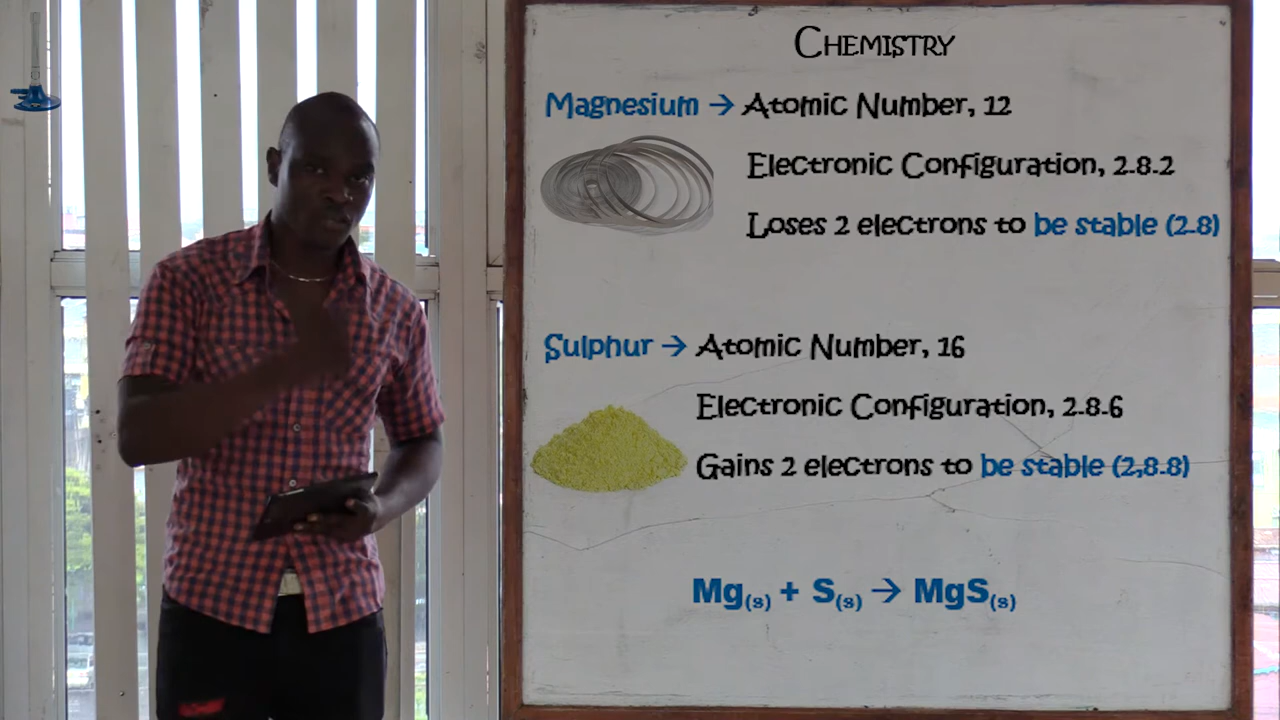 Chemistry
Magnesium → Atomic Number, 12
Electronic Configuration, 2.8.2
Loses 2 electrons to be stable (2.8)
Sulphur → Atomic Number, 16
Electronic Configuration, 2.8.6
Gains 2 electrons to be stable (2,8.8)
Mg(s) + S(s) → MgS(s)